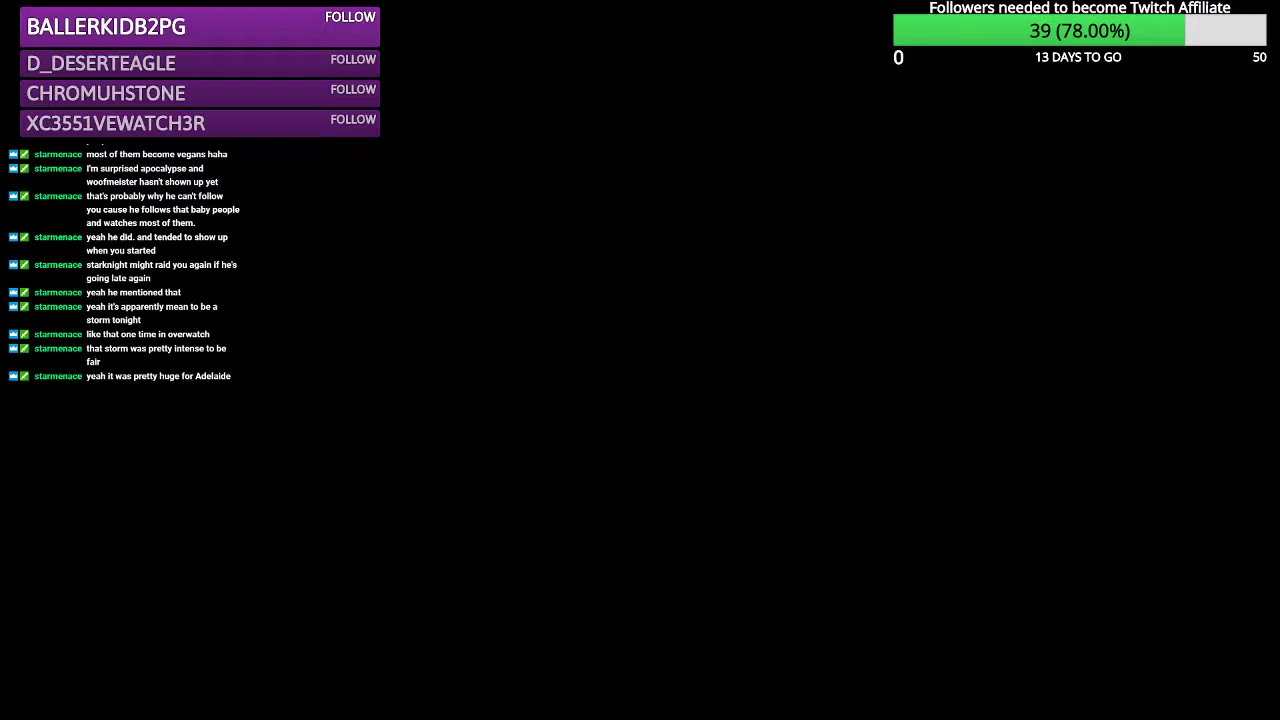 BALLERKIDB2PG FOLLOW
D_DESERTEAGLE FOLLOW
CHROMUHSTONE FOLLOW
XC3551VEWATCH3R FOLLOW
starmenace most of them become vegans haha
starmenace I'm surprised apocalypse and
woofmeister hasn't shown up yet
starmenace that's probably why he can't follow
you cause he follows that baby people
and watches most of them.
starmenace yeah he did. and tended to show up
when you started
starmenace starknight might raid you again if he's
going late again
starmenace yeah he mentioned that
starmenace yeah it's apparently mean to be a
storm tonight
starmenace like that one time in overwatch
starmenace that storm was pretty intense to be
fair
starmenace yeah it was pretty huge for Adelaide
Followers needed to become Twitch Affiliate
39 (78.00%)
0 13 DAYS TO GO 50